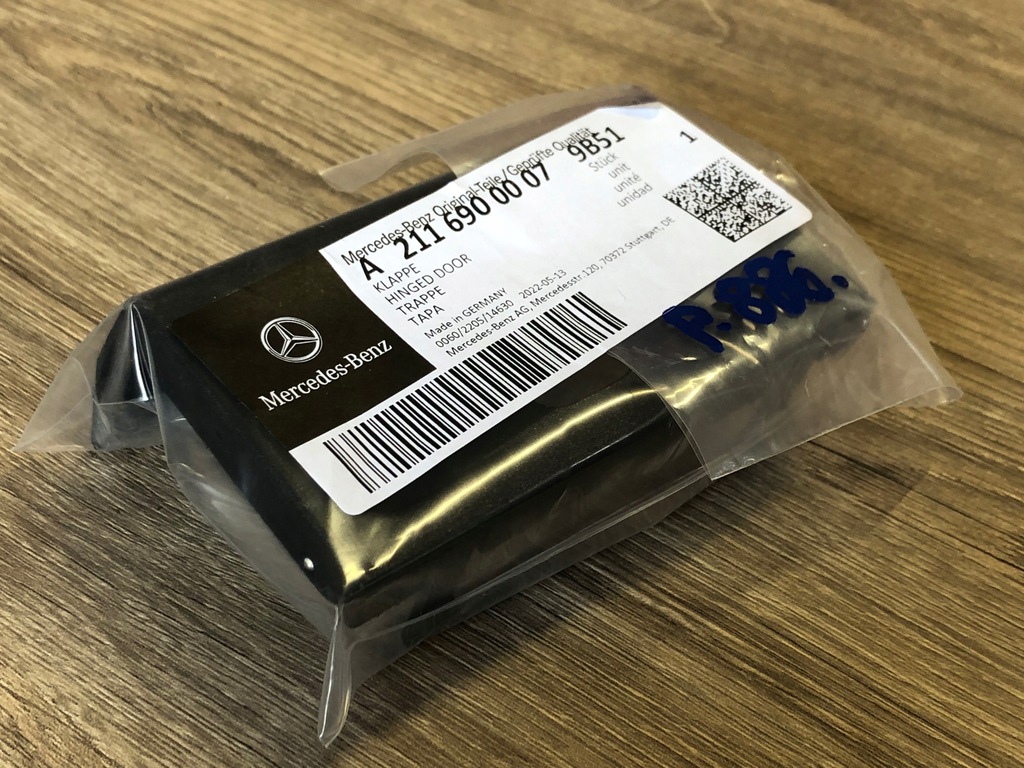 Mercedes-Benz Original-Teile/Geprüfte Qualität
A 211 690 00 07 9B51
1
KLAPPE
HINGED DOOR
TRAPPE
TAPA
Stück
unit
unité
unidad
Made in GERMANY 2022-05-13
0060/2205/14630
Mercedes-Benz AG, Mercedesstr.120, 70372 Stuttgart, DE
Mercedes-Benz